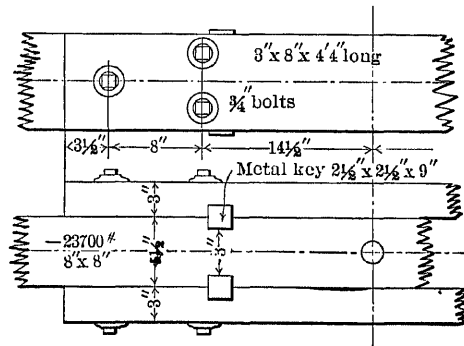 3"x 8"x 4'4" long
¾" bolts
3½"
8"
14½"
Metal key 2½"x 2½"x 9"
3"
—23700#
8"x 8"
3"
3"